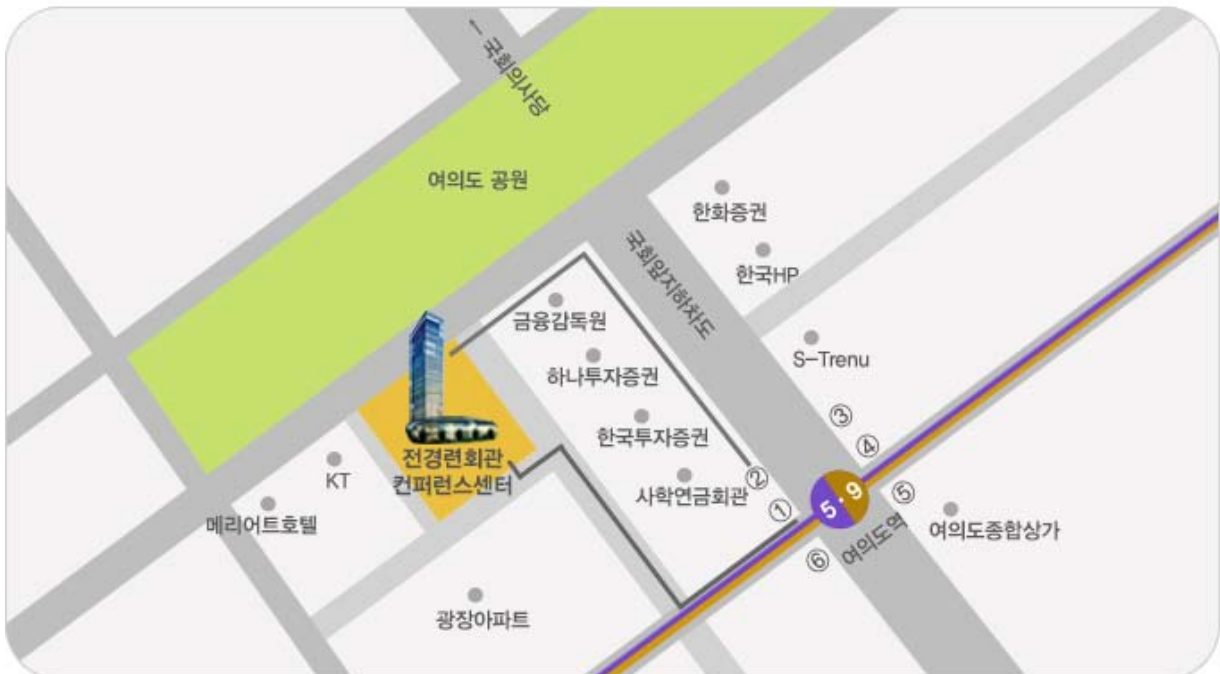 ← 국회의사당
여의도 공원
한화증권
국회앞지하차도
한국HP
금융감독원
S-Trenu
하나투자증권
한국투자증권
③
④
전경련회관
컨퍼런스센터
KT
사학연금회관
②
①
5·9
⑤
메리어트호텔
여의도역
여의도종합상가
⑥
광장아파트